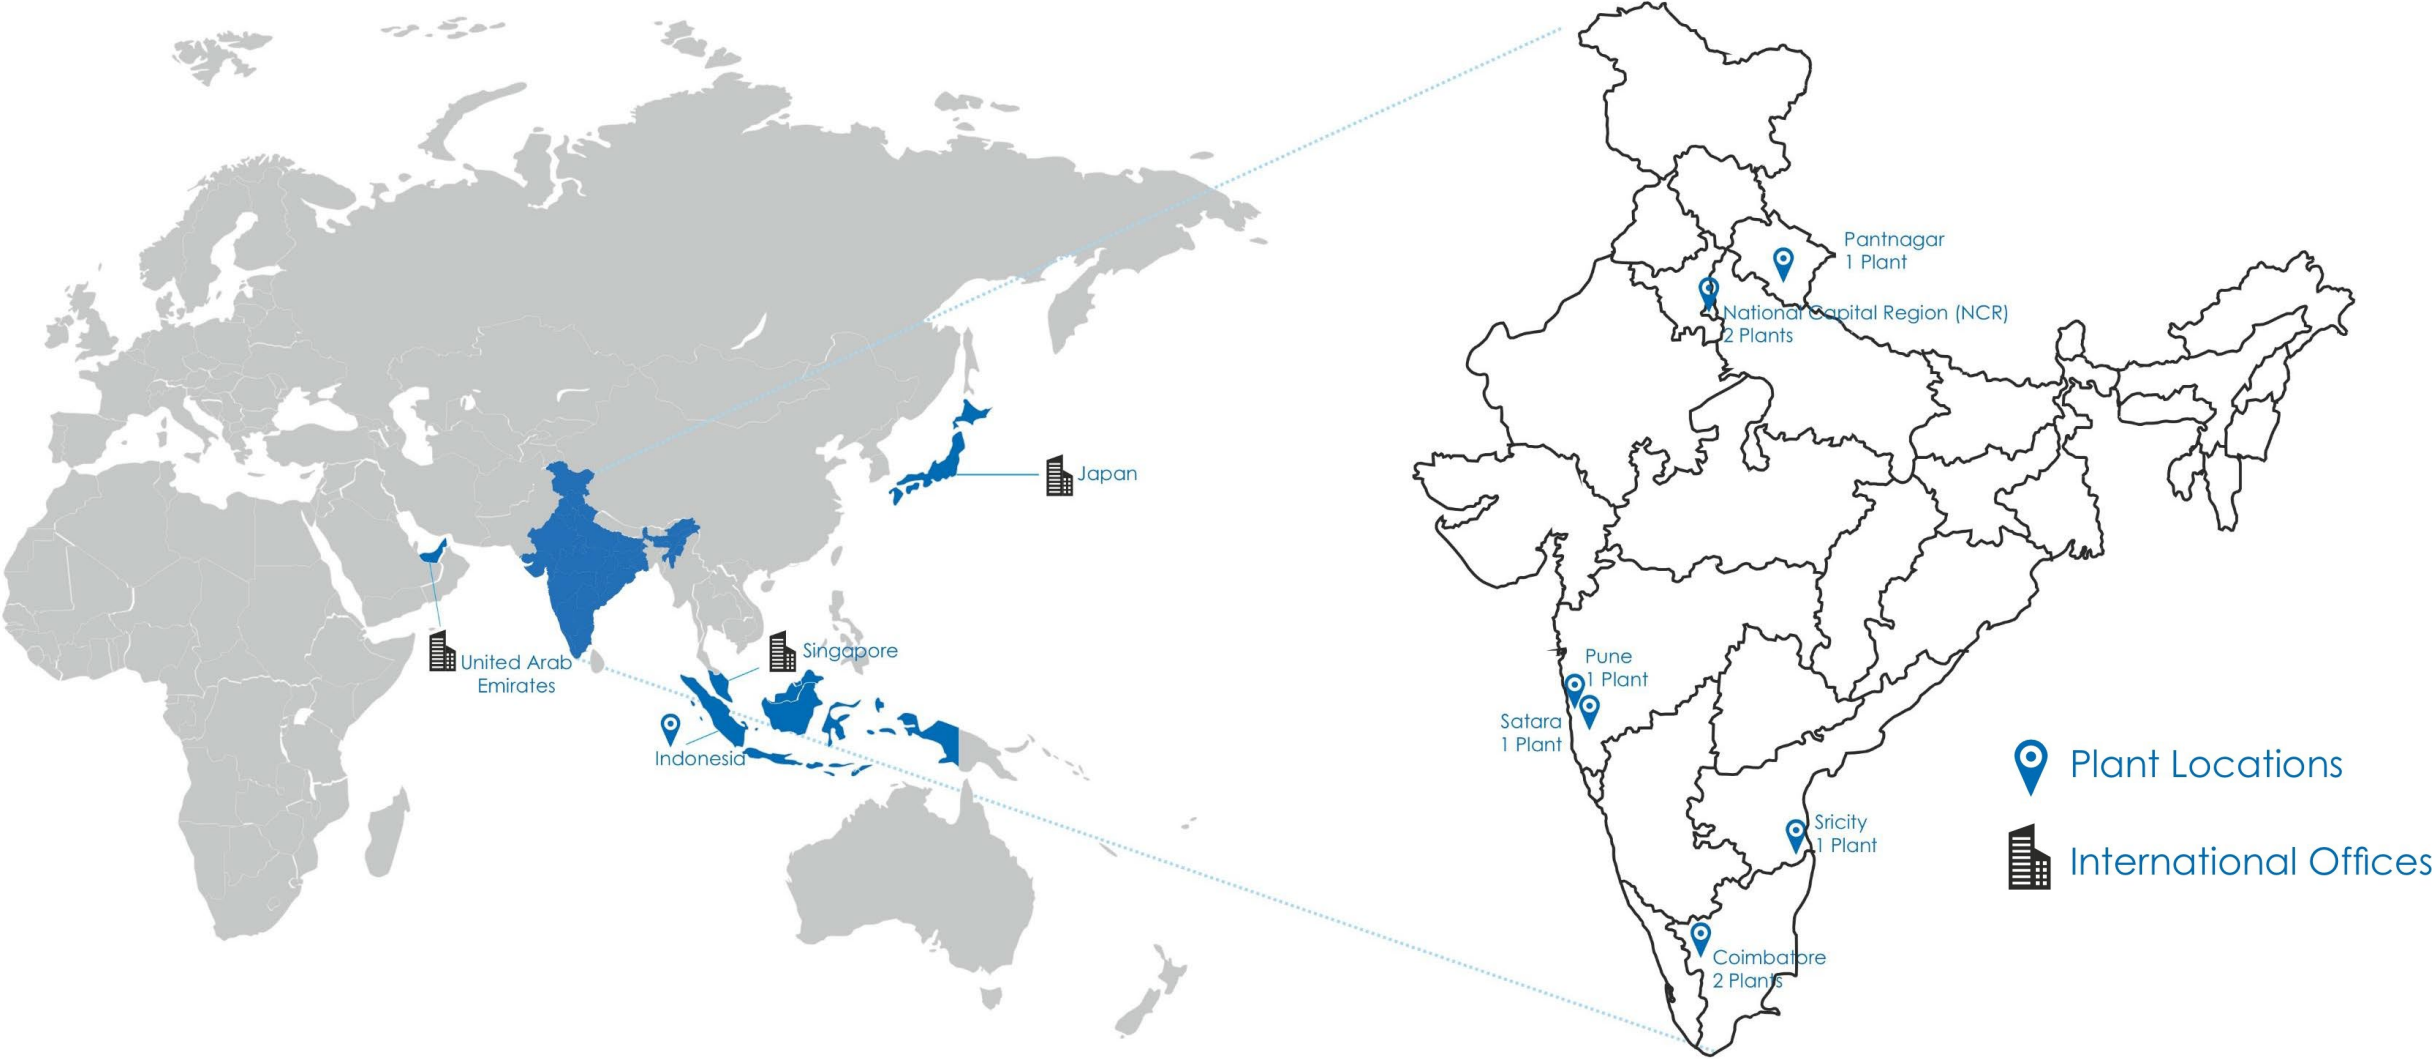 Japan
United Arab
Emirates
Singapore
Indonesia
Pantnagar
1 Plant
National Capital Region (NCR)
2 Plants
Pune
1 Plant
Satara
1 Plant
Sricity
1 Plant
Coimbatore
2 Plants
Plant Locations
International Offices